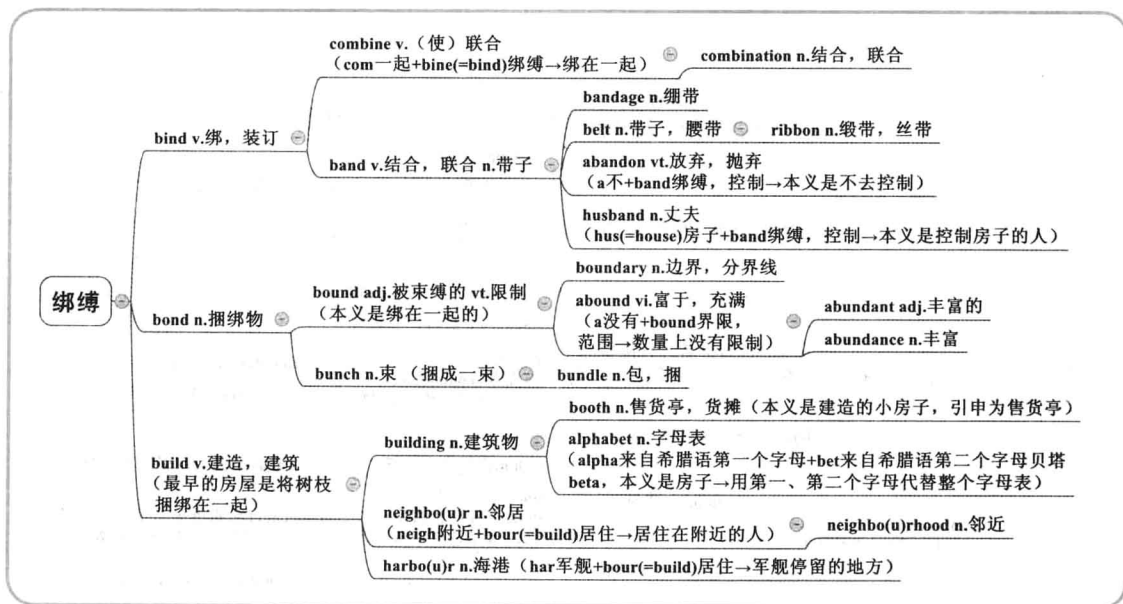 绑缚
bind v.绑，装订
combine v.（使）联合
（com一起+bine(=bind)绑缚→绑在一起）
combination n.结合，联合
band v.结合，联合 n.带子
bandage n.绷带
belt n.带子，腰带
ribbon n.缎带，丝带
abandon vt.放弃，抛弃
（a不+band绑缚，控制→本义是不去控制）
husband n.丈夫
（hus(=house)房子+band绑缚，控制→本义是控制房子的人）
bond n.捆绑物
bound adj.被束缚的 vt.限制
（本义是绑在一起的）
boundary n.边界，分界线
abound vi.富于，充满
（a没有+bound界限，
范围→数量上没有限制）
abundant adj.丰富的
abundance n.丰富
bunch n.束（捆成一束）
bundle n.包，捆
build v.建造，建筑
（最早的房屋是将树枝
捆绑在一起）
building n.建筑物
booth n.售货亭，货摊（本义是建造的小房子，引申为售货亭）
alphabet n.字母表
（alpha来自希腊语第一个字母+bet来自希腊语第二个字母贝塔
beta，本义是房子→用第一、第二个字母代替整个字母表）
neighbo(u)r n.邻居
（neigh附近+bour(=build)居住→居住在附近的人）
neighbo(u)rhood n.邻近
harbo(u)r n.海港（har军舰+bour(=build)居住→军舰停留的地方）